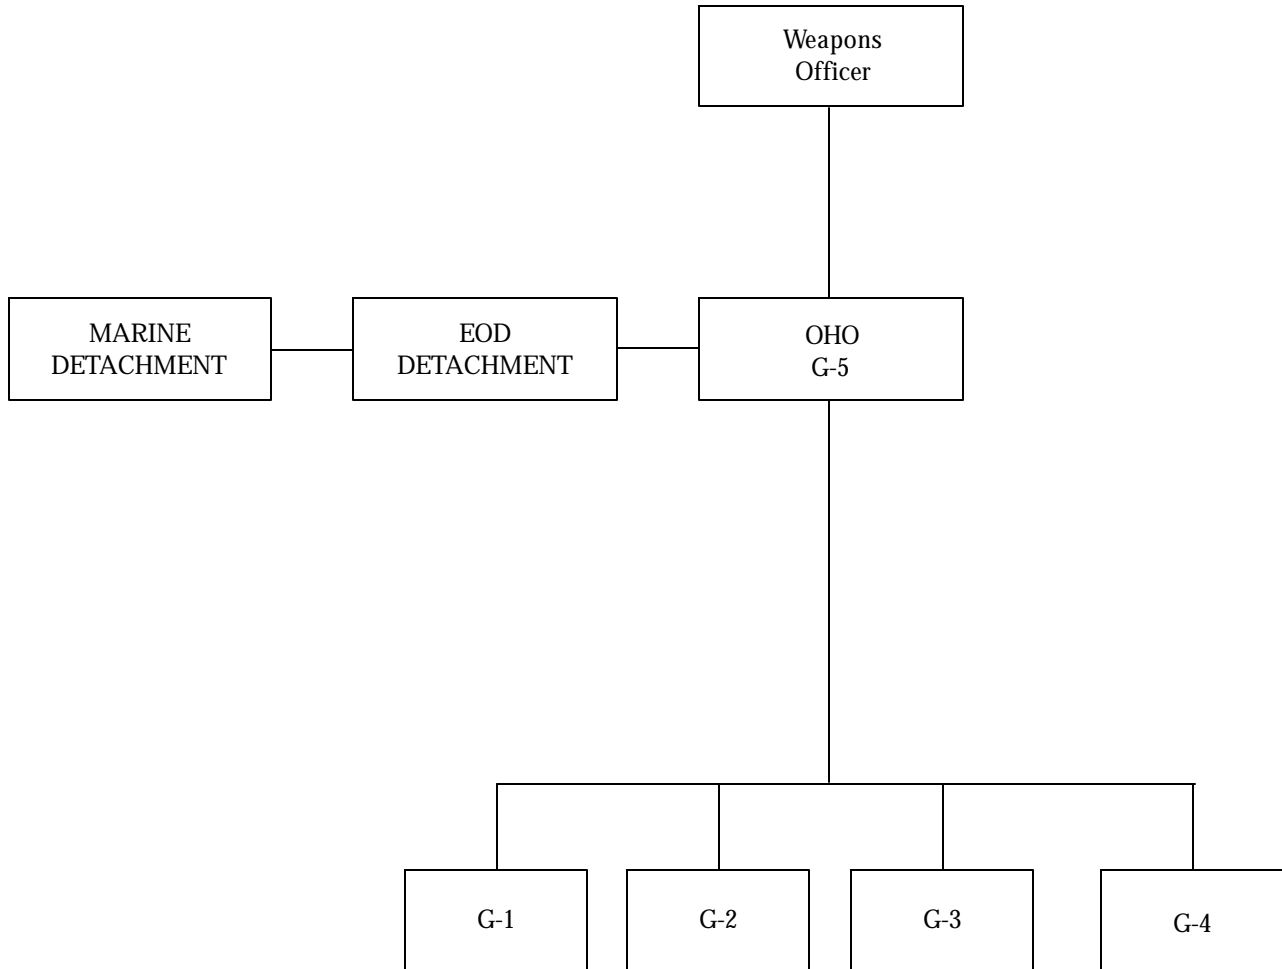 Weapons
Officer
MARINE
DETACHMENT
EOD
DETACHMENT
OHO
G-5
G-1
G-2
G-3
G-4